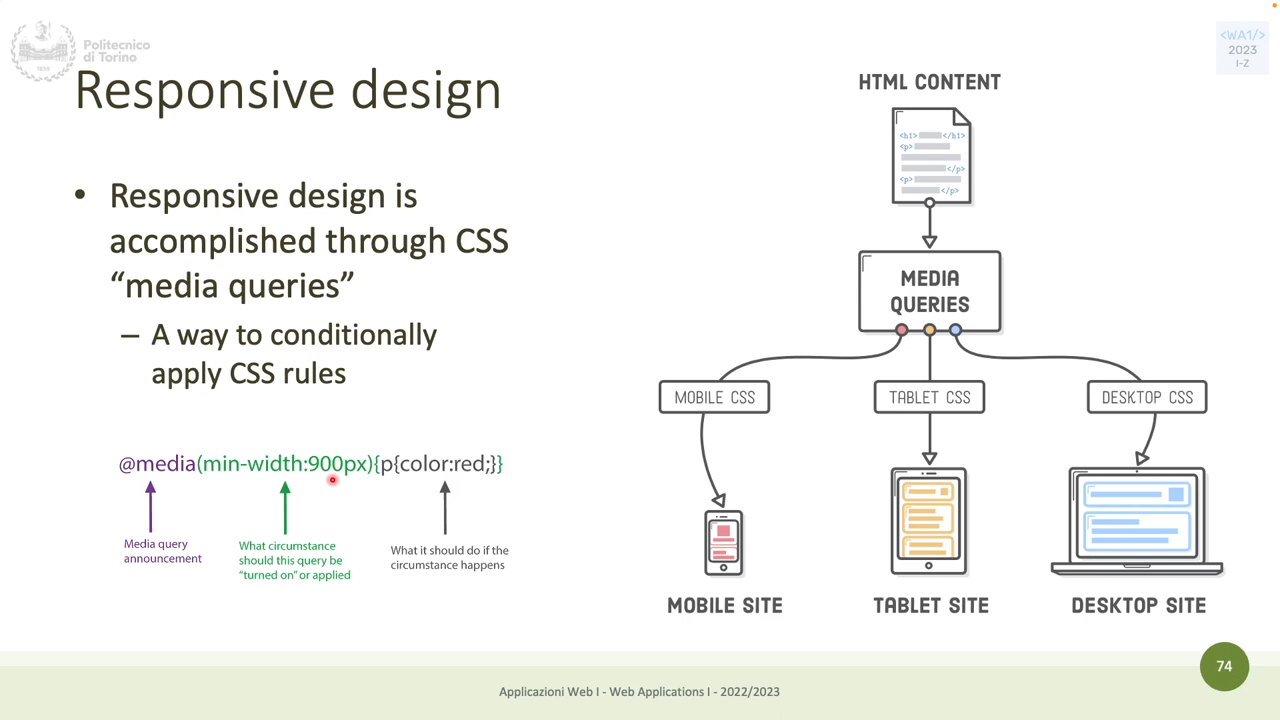 Politecnico
di Torino
<WA1/>
2023
I-Z
Responsive design
• Responsive design is
accomplished through CSS
“media queries”
– A way to conditionally
apply CSS rules
@media(min-width:900px){p{color:red;}}
Media query
announcement
What circumstance
should this query be
“turned on” or applied
What it should do if the
circumstance happens
HTML CONTENT
<h1> </h1>
<p>
</p>
<p>
</p>
MEDIA
QUERIES
MOBILE CSS
TABLET CSS
DESKTOP CSS
MOBILE SITE
TABLET SITE
DESKTOP SITE
Applicazioni Web I - Web Applications I - 2022/2023
74